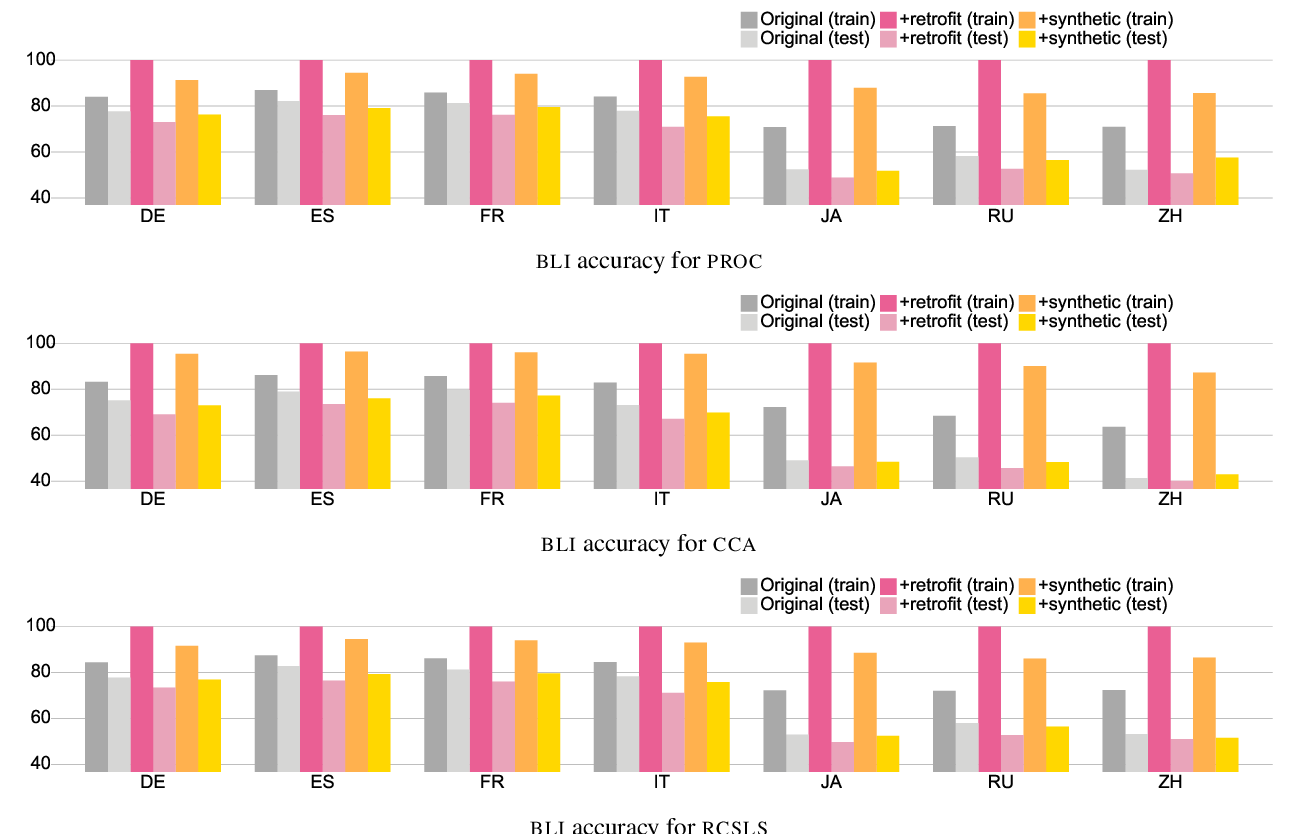 Original (train) +retrofit (train) +synthetic (train)
Original (test) +retrofit (test) +synthetic (test)
100
80
60
40
DE ES FR IT JA RU ZH
BLI accuracy for PROC
Original (train) +retrofit (train) +synthetic (train)
Original (test) +retrofit (test) +synthetic (test)
100
80
60
40
DE ES FR IT JA RU ZH
BLI accuracy for CCA
Original (train) +retrofit (train) +synthetic (train)
Original (test) +retrofit (test) +synthetic (test)
100
80
60
40
DE ES FR IT JA RU ZH
BLI accuracy for RCSLS